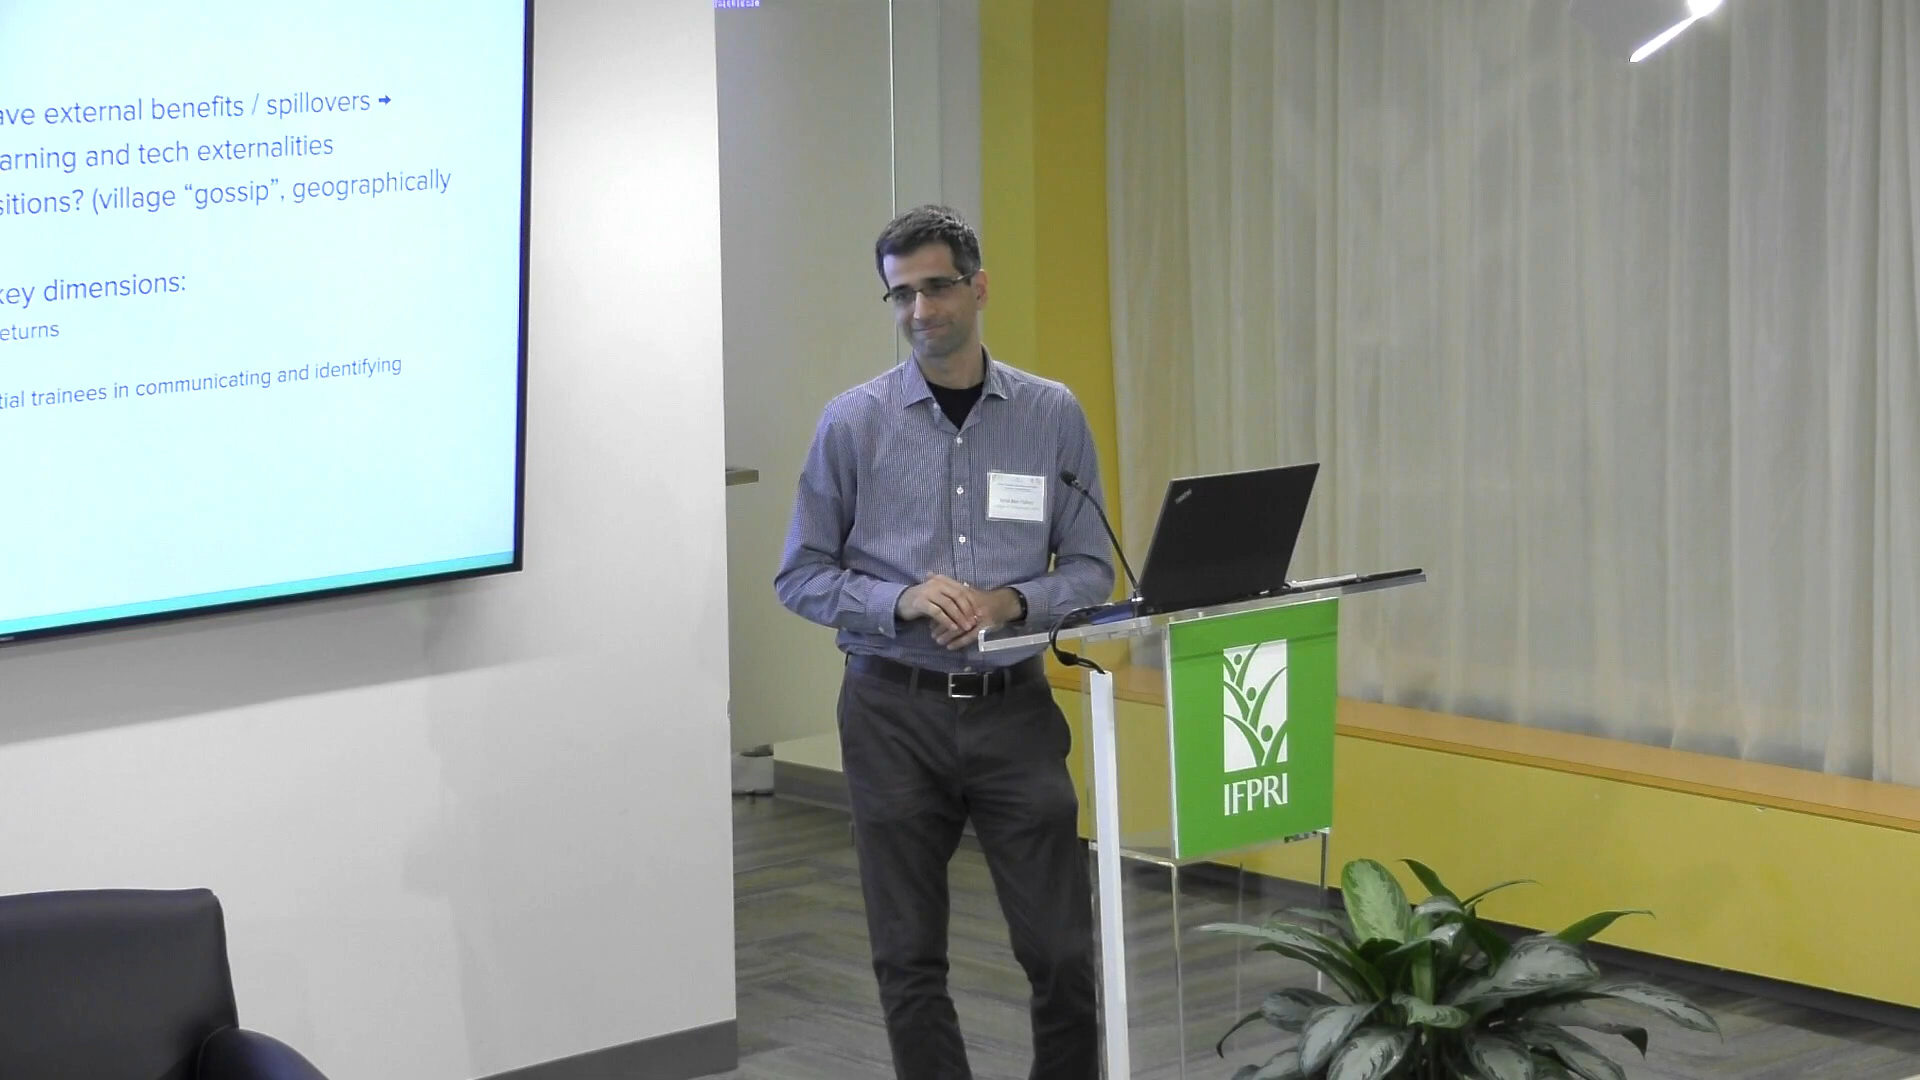 ave external benefits / spillovers →
arning and tech externalities
sitions? (village “gossip”, geographically
key dimensions:
eturns
tial trainees in communicating and identifying
IFPRI